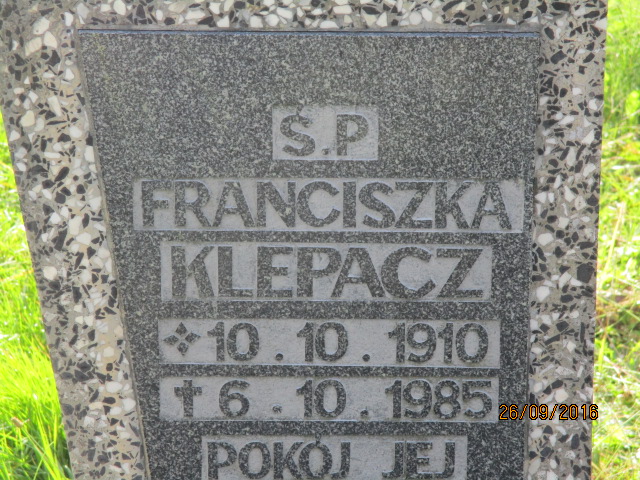 Ś.P
FRANCISZKA
KLEPACZ
10.10.1910
✝ 6.10.1985
POKÓJ JEJ
26/09/2016